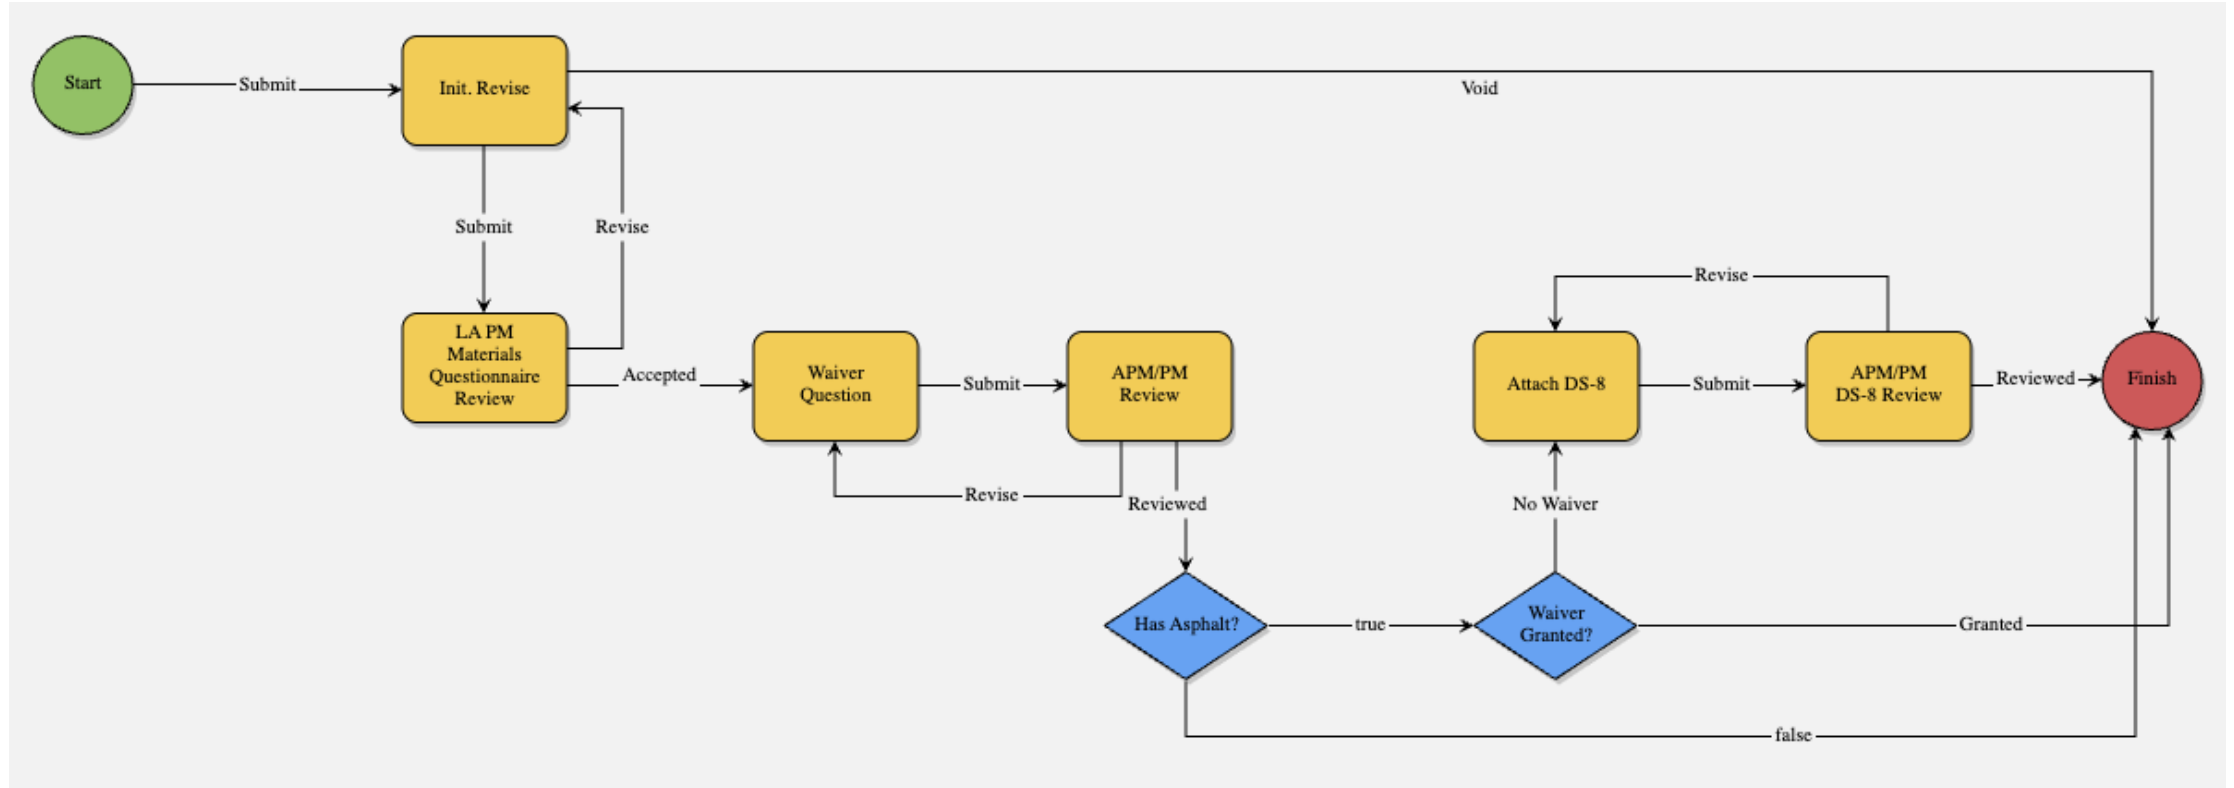 Start
Submit
Init. Revise
Void
Submit
Revise
LA PM
Materials
Questionnaire
Review
Accepted
Waiver
Question
Submit
APM/PM
Review
Revise
Reviewed
Has Asphalt?
true
Waiver
Granted?
No Waiver
Attach DS-8
Submit
Revise
APM/PM
DS-8 Review
Reviewed
Finish
Granted
false